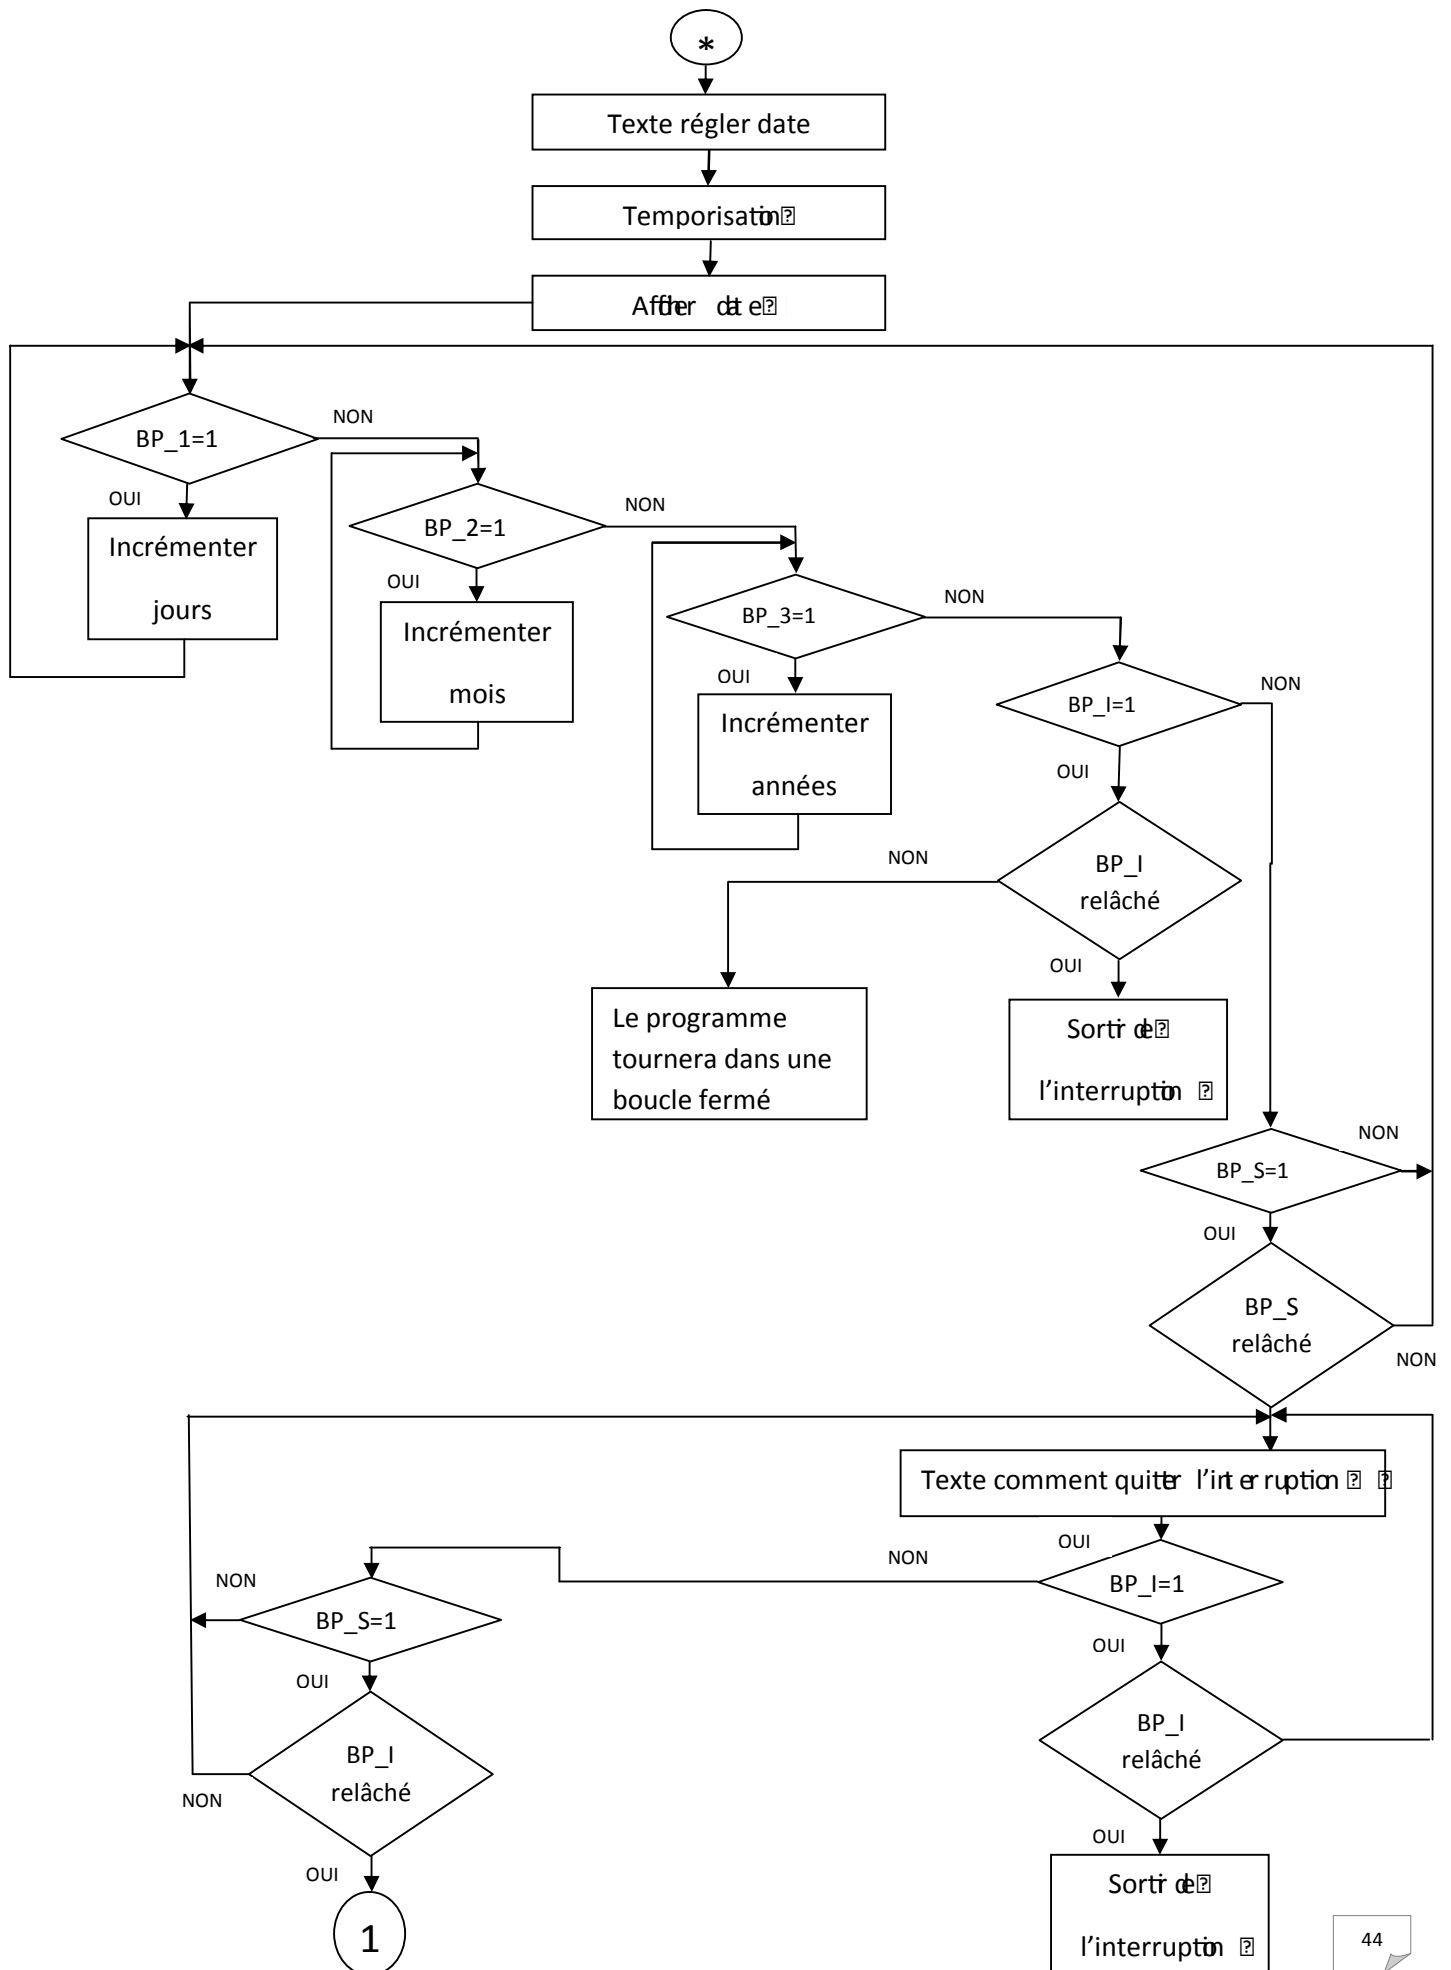 *
Texte régler date
Temporisation
Afficher date
NON
BP_1=1
OUI
NON
Incrémenter
jours
BP_2=1
OUI
NON
Incrémenter
mois
BP_3=1
OUI
NON
Incrémenter
années
BP_I=1
OUI
NON
BP_I
relâché
OUI
Le programme
tournera dans une
boucle fermé
Sortir de
l'interruption
NON
BP_S=1
OUI
BP_S
relâché
NON
Texte comment quitter l'interruption
OUI
NON
BP_I=1
NON
BP_S=1
OUI
OUI
BP_I
relâché
BP_I
relâché
NON
OUI
OUI
1
Sortir de
l'interruption
44